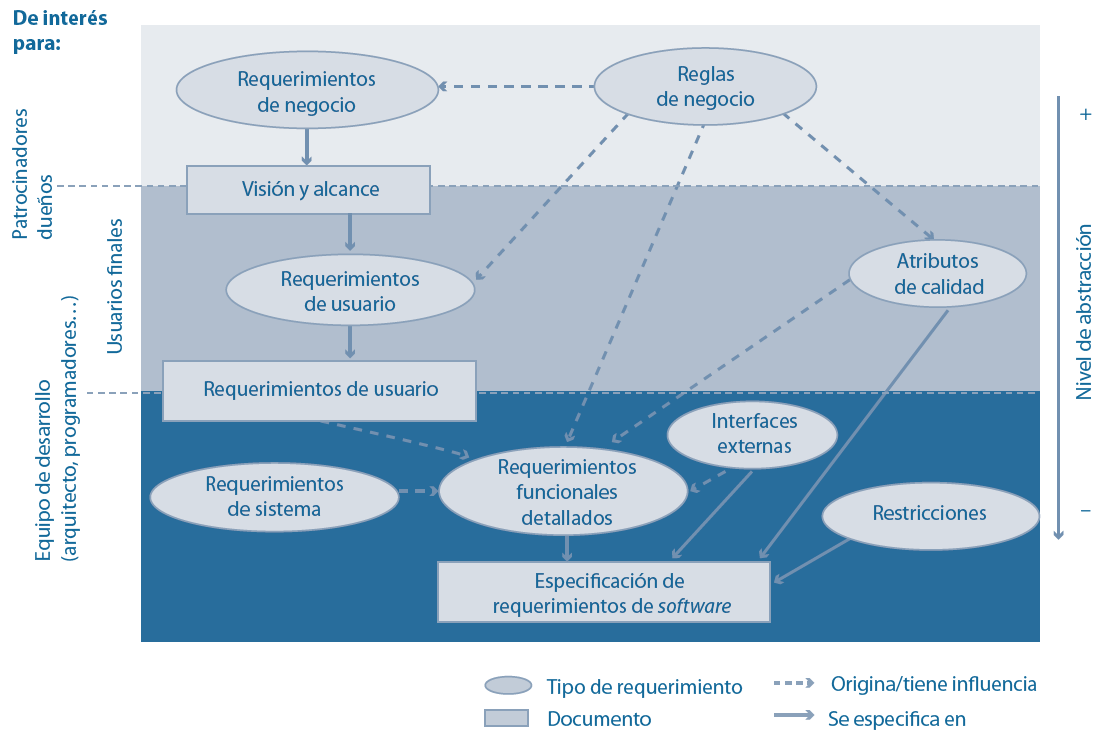 De interés
para:
Patrocinadores
dueños
Usuarios finales
Equipo de desarrollo
(arquitecto, programadores...)
Requerimientos
de negocio
Reglas
de negocio
Visión y alcance
Requerimientos
de usuario
Atributos
de calidad
Requerimientos de usuario
Interfaces
externas
Requerimientos
de sistema
Requerimientos
funcionales
detallados
Restricciones
Especificación de
requerimientos de software
+
Nivel de abstracción
–
Tipo de requerimiento
Origina/tiene influencia
Documento
Se especifica en